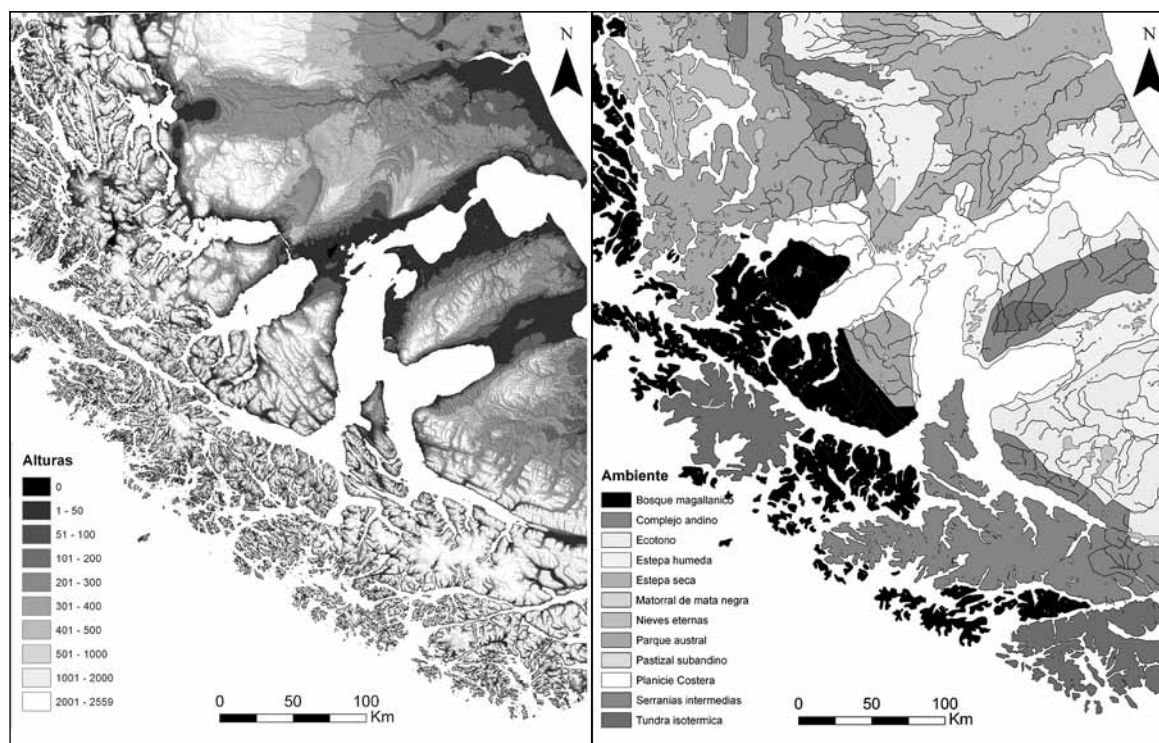 N
Alturas
0
1 - 50
51 - 100
101 - 200
201 - 300
301 - 400
401 - 500
501 - 1000
1001 - 2000
2001 - 2559
0 50 100
Km
N
Ambiente
Bosque magallanico
Complejo andino
Ecotono
Estepa humeda
Estepa seca
Matorral de mata negra
Nieves eternas
Parque austral
Pastizal subandino
Planicie Costera
Serranias intermedias
Tundra isotermica
0 50 100
Km